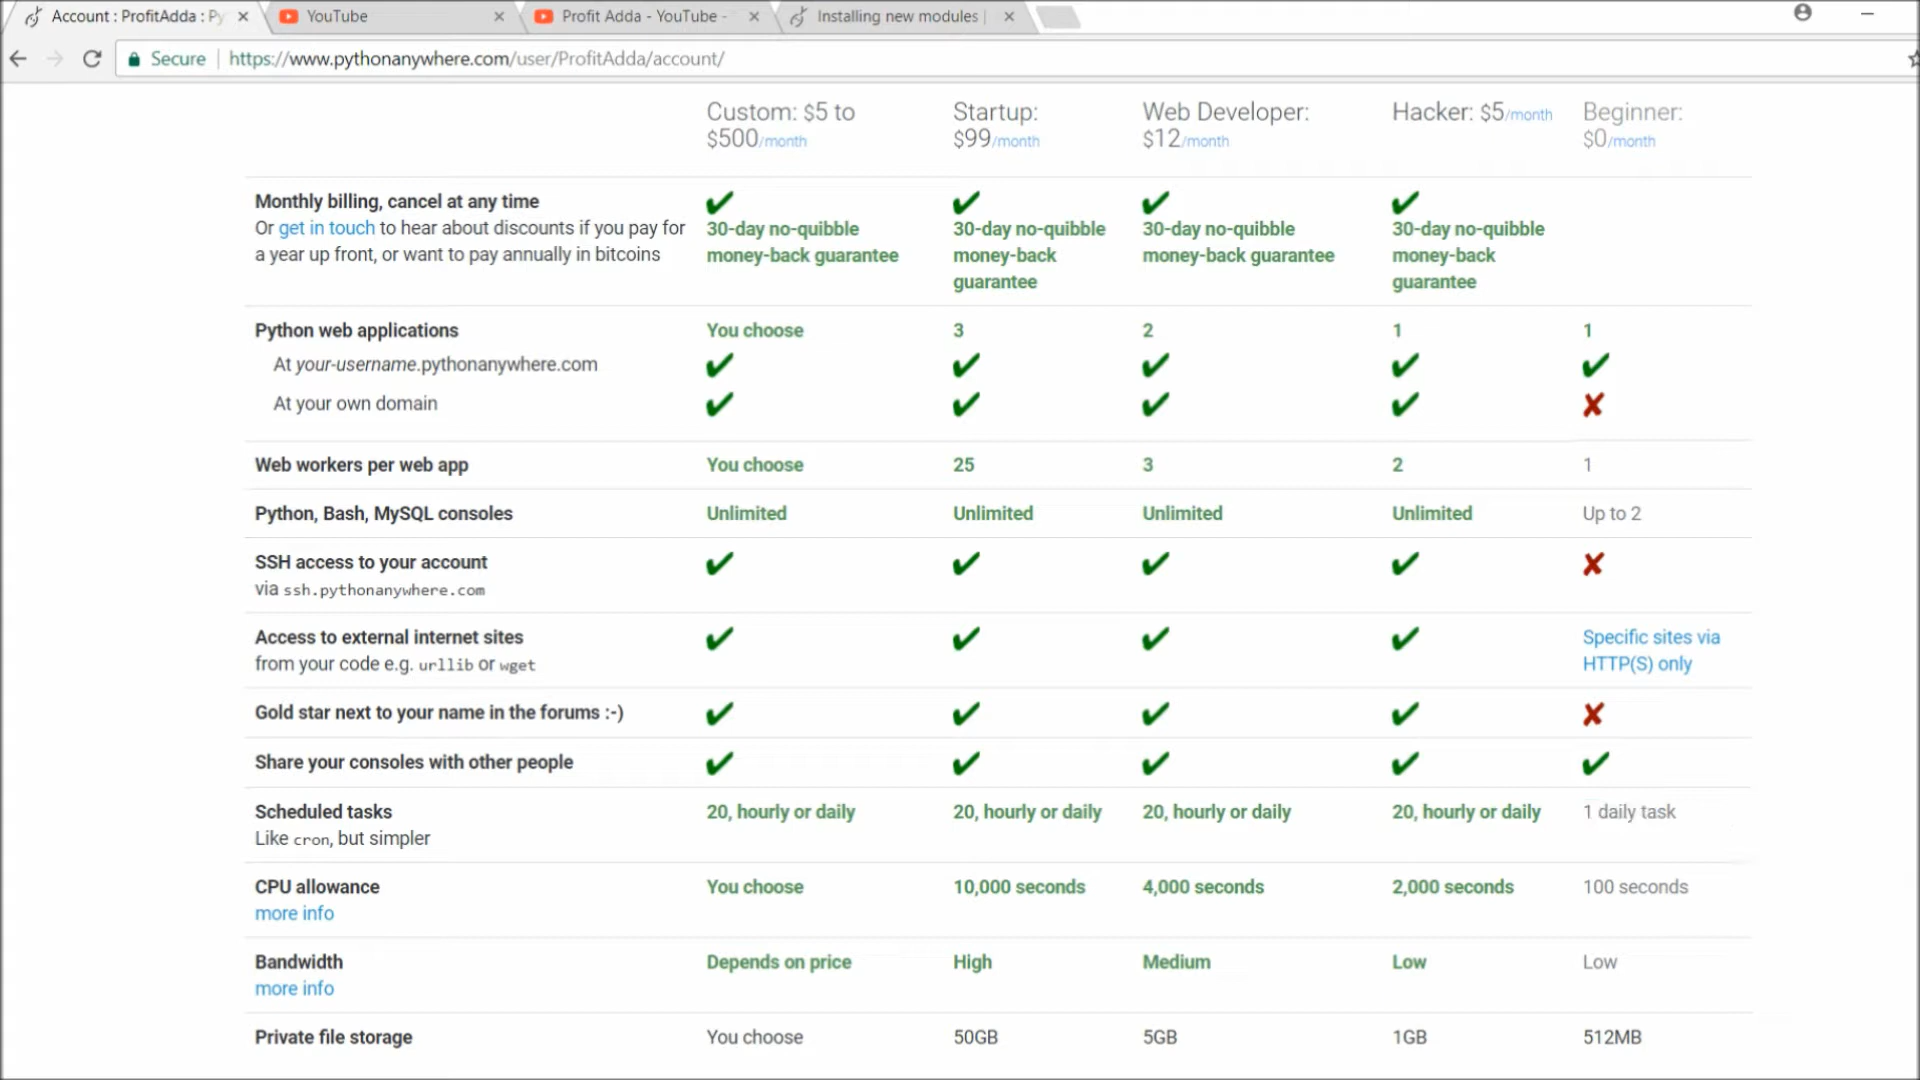 Account : ProfitAdda : Py
YouTube
Profit Adda - YouTube -
Installing new modules |
Secure | https://www.pythonanywhere.com/user/ProfitAdda/account/
Custom: $5 to $500/month
Startup: $99/month
Web Developer: $12/month
Hacker: $5/month
Beginner: $0/month
Monthly billing, cancel at any time
Or get in touch to hear about discounts if you pay for
a year up front, or want to pay annually in bitcoins
30-day no-quibble money-back guarantee
30-day no-quibble money-back guarantee
30-day no-quibble money-back guarantee
30-day no-quibble money-back guarantee
Python web applications You choose 3 2 1 1
At your-username.pythonanywhere.com
At your own domain
Web workers per web app You choose 25 3 2 1
Python, Bash, MySQL consoles Unlimited Unlimited Unlimited Unlimited Up to 2
SSH access to your account
via ssh.pythonanywhere.com
Access to external internet sites
from your code e.g. urllib or wget
Specific sites via
HTTP(S) only
Gold star next to your name in the forums :-)
Share your consoles with other people
Scheduled tasks 20, hourly or daily 20, hourly or daily 20, hourly or daily 20, hourly or daily 1 daily task
Like cron, but simpler
CPU allowance You choose 10,000 seconds 4,000 seconds 2,000 seconds 100 seconds
more info
Bandwidth Depends on price High Medium Low Low
more info
Private file storage You choose 50GB 5GB 1GB 512MB